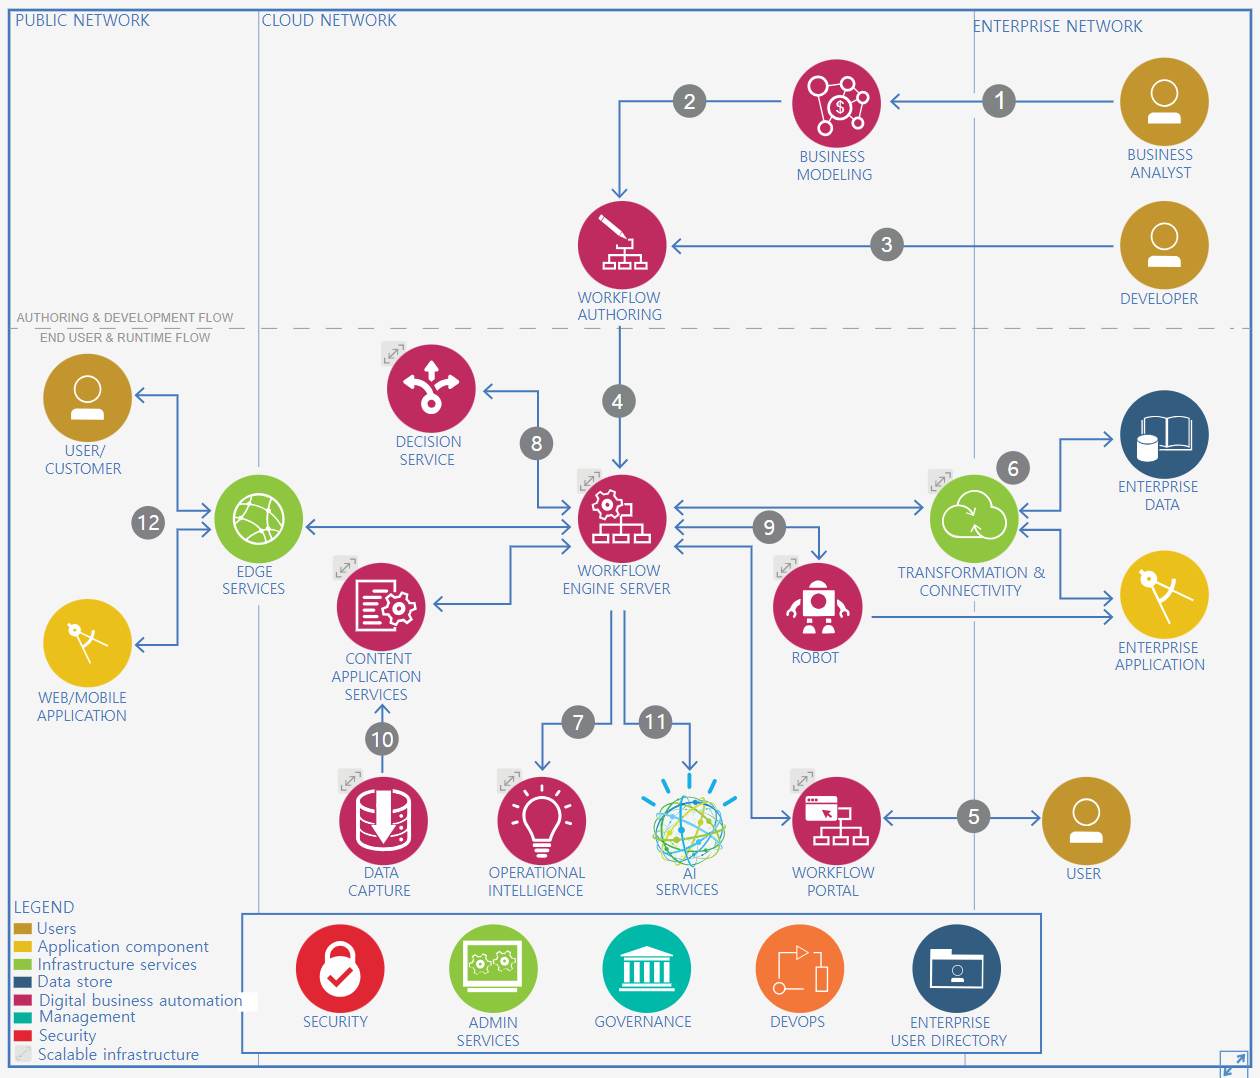 PUBLIC NETWORK
CLOUD NETWORK
ENTERPRISE NETWORK
2
1
$
BUSINESS
MODELING
BUSINESS
ANALYST
3
WORKFLOW
AUTHORING
DEVELOPER
AUTHORING & DEVELOPMENT FLOW
END USER & RUNTIME FLOW
USER/
CUSTOMER
DECISION
SERVICE
4
8
6
ENTERPRISE
DATA
12
9
EDGE
SERVICES
WORKFLOW
ENGINE SERVER
TRANSFORMATION &
CONNECTIVITY
ROBOT
ENTERPRISE
APPLICATION
CONTENT
APPLICATION
SERVICES
WEB/MOBILE
APPLICATION
10
7
11
5
DATA
CAPTURE
OPERATIONAL
INTELLIGENCE
AI
SERVICES
WORKFLOW
PORTAL
USER
LEGEND
Users
Application component
Infrastructure services
Data store
Digital business automation
Management
Security
Scalable infrastructure
SECURITY
ADMIN
SERVICES
GOVERNANCE
DEVOPS
ENTERPRISE
USER DIRECTORY